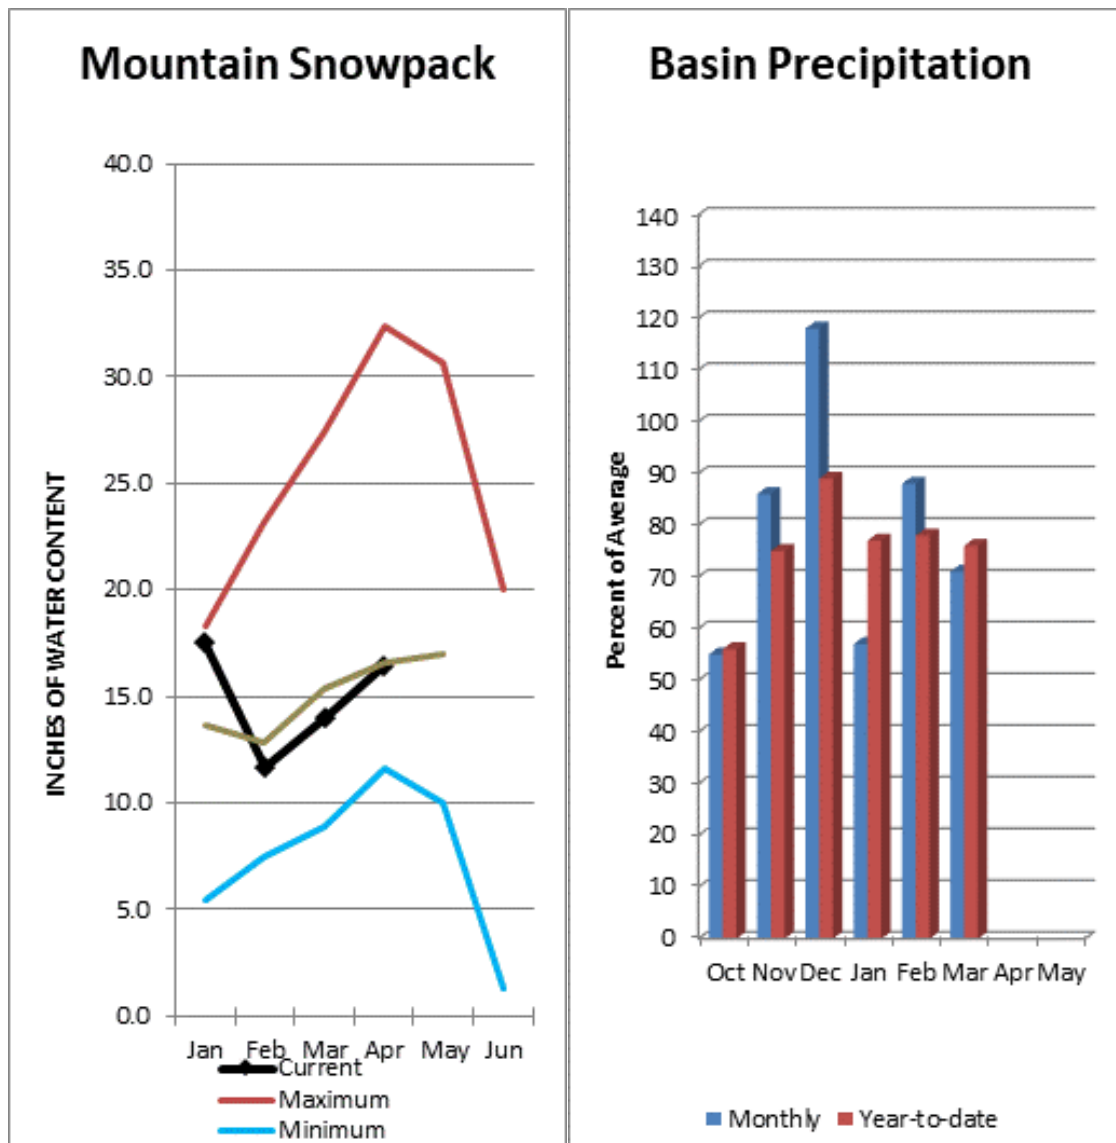 Mountain Snowpack
40.0
35.0
30.0
25.0
20.0
15.0
10.0
5.0
0.0
INCHES OF WATER CONTENT
Jan Feb Mar Apr May Jun
Current
Maximum
Minimum
Basin Precipitation
140
130
120
110
100
90
80
70
60
50
40
30
20
10
0
Percent of Average
Oct Nov Dec Jan Feb Mar Apr May
Monthly Year-to-date